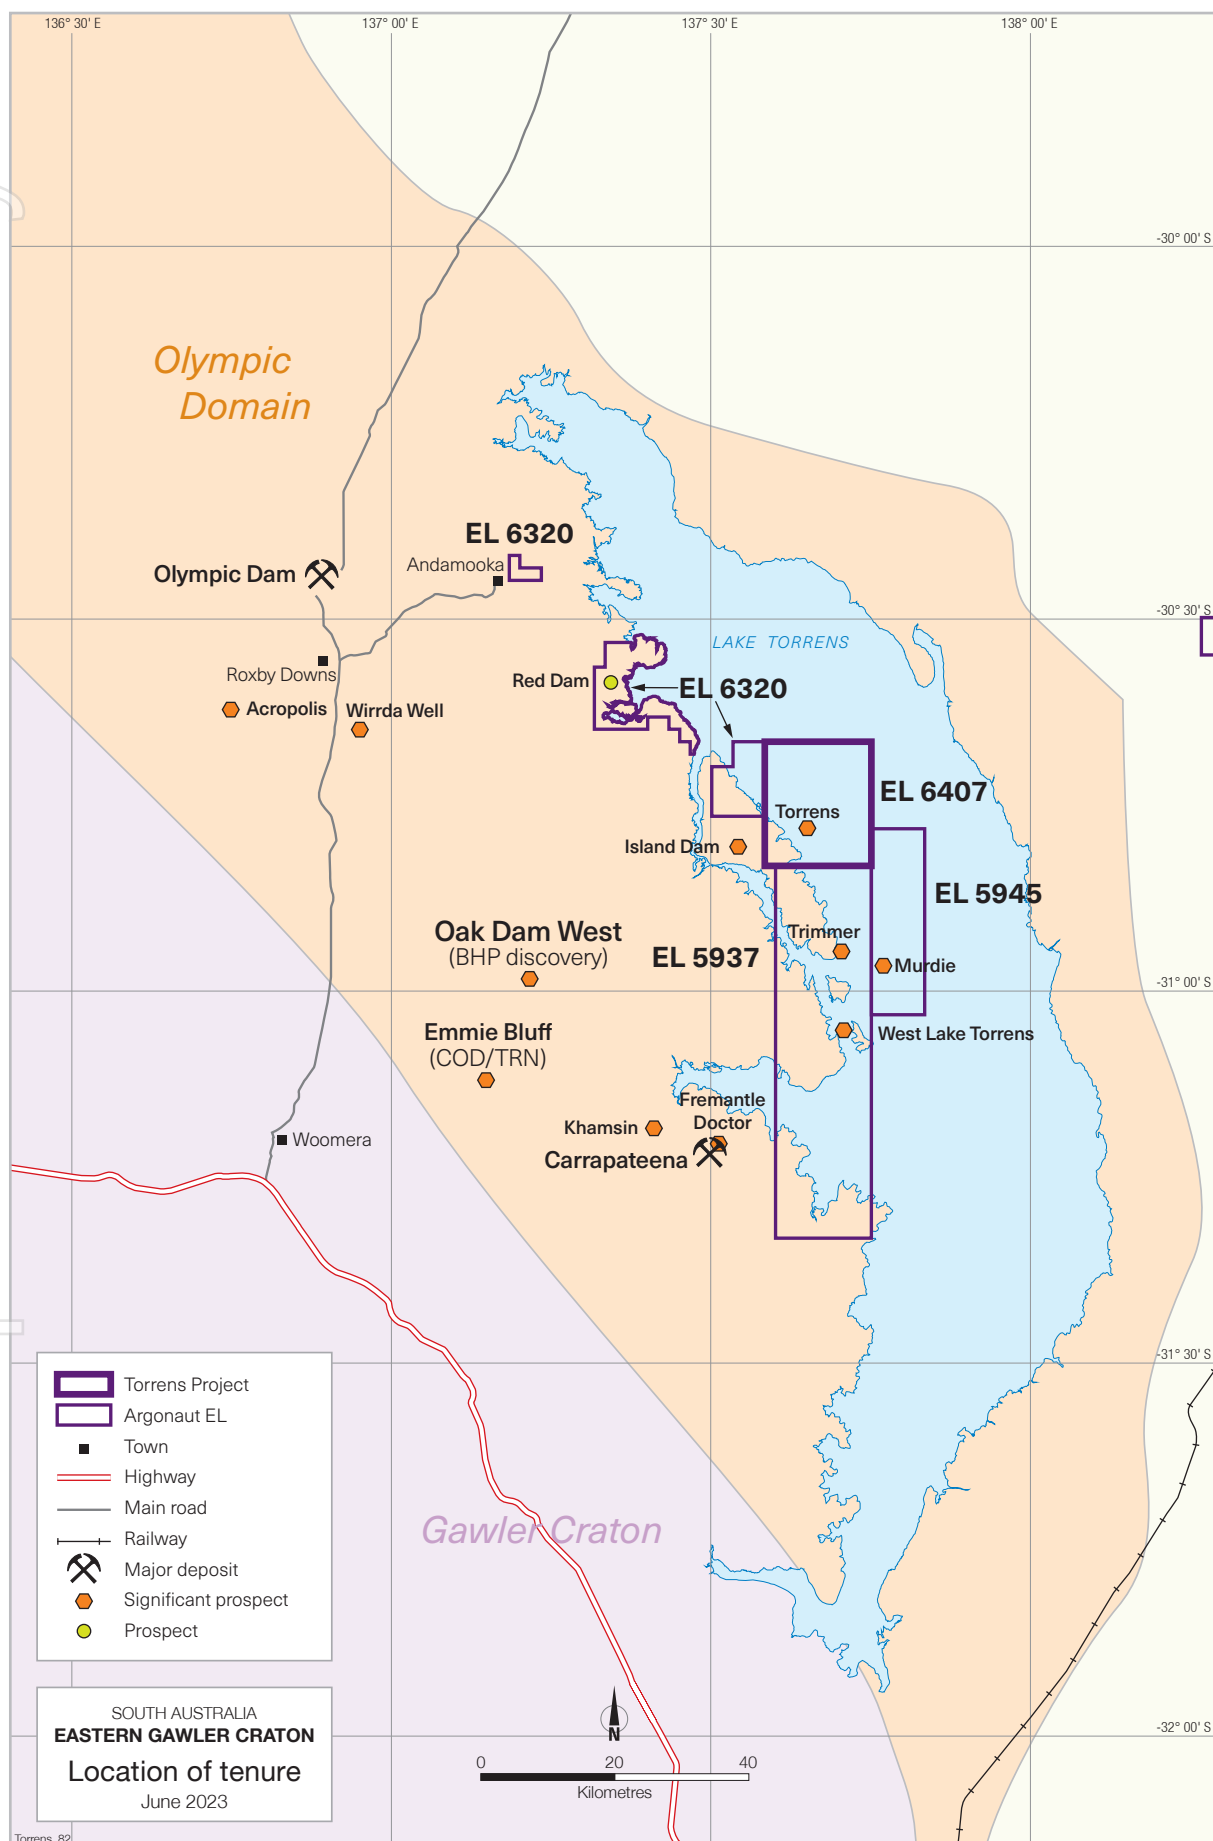 136° 30' E
137° 00' E
137° 30' E
138° 00' E
-30° 00' S
Olympic
Domain
EL 6320
Andamooka
Olympic Dam
-30° 30' S
LAKE TORRENS
Roxby Downs
Red Dam
EL 6320
Acropolis
Wirrda Well
EL 6407
Torrens
Island Dam
EL 5945
Trimmer
Oak Dam West
(BHP discovery)
EL 5937
Murdie
-31° 00' S
Emmie Bluff
(COD/TRN)
West Lake Torrens
Fremantle
Doctor
Khamsin
Carrapateena
Woomera
-31° 30' S
Torrens Project
Argonaut EL
Town
Highway
Main road
Railway
Major deposit
Significant prospect
Prospect
Gawler Craton
SOUTH AUSTRALIA
EASTERN GAWLER CRATON
Location of tenure
June 2023
N
0 20 40
Kilometres
-32° 00' S
Torrens_82